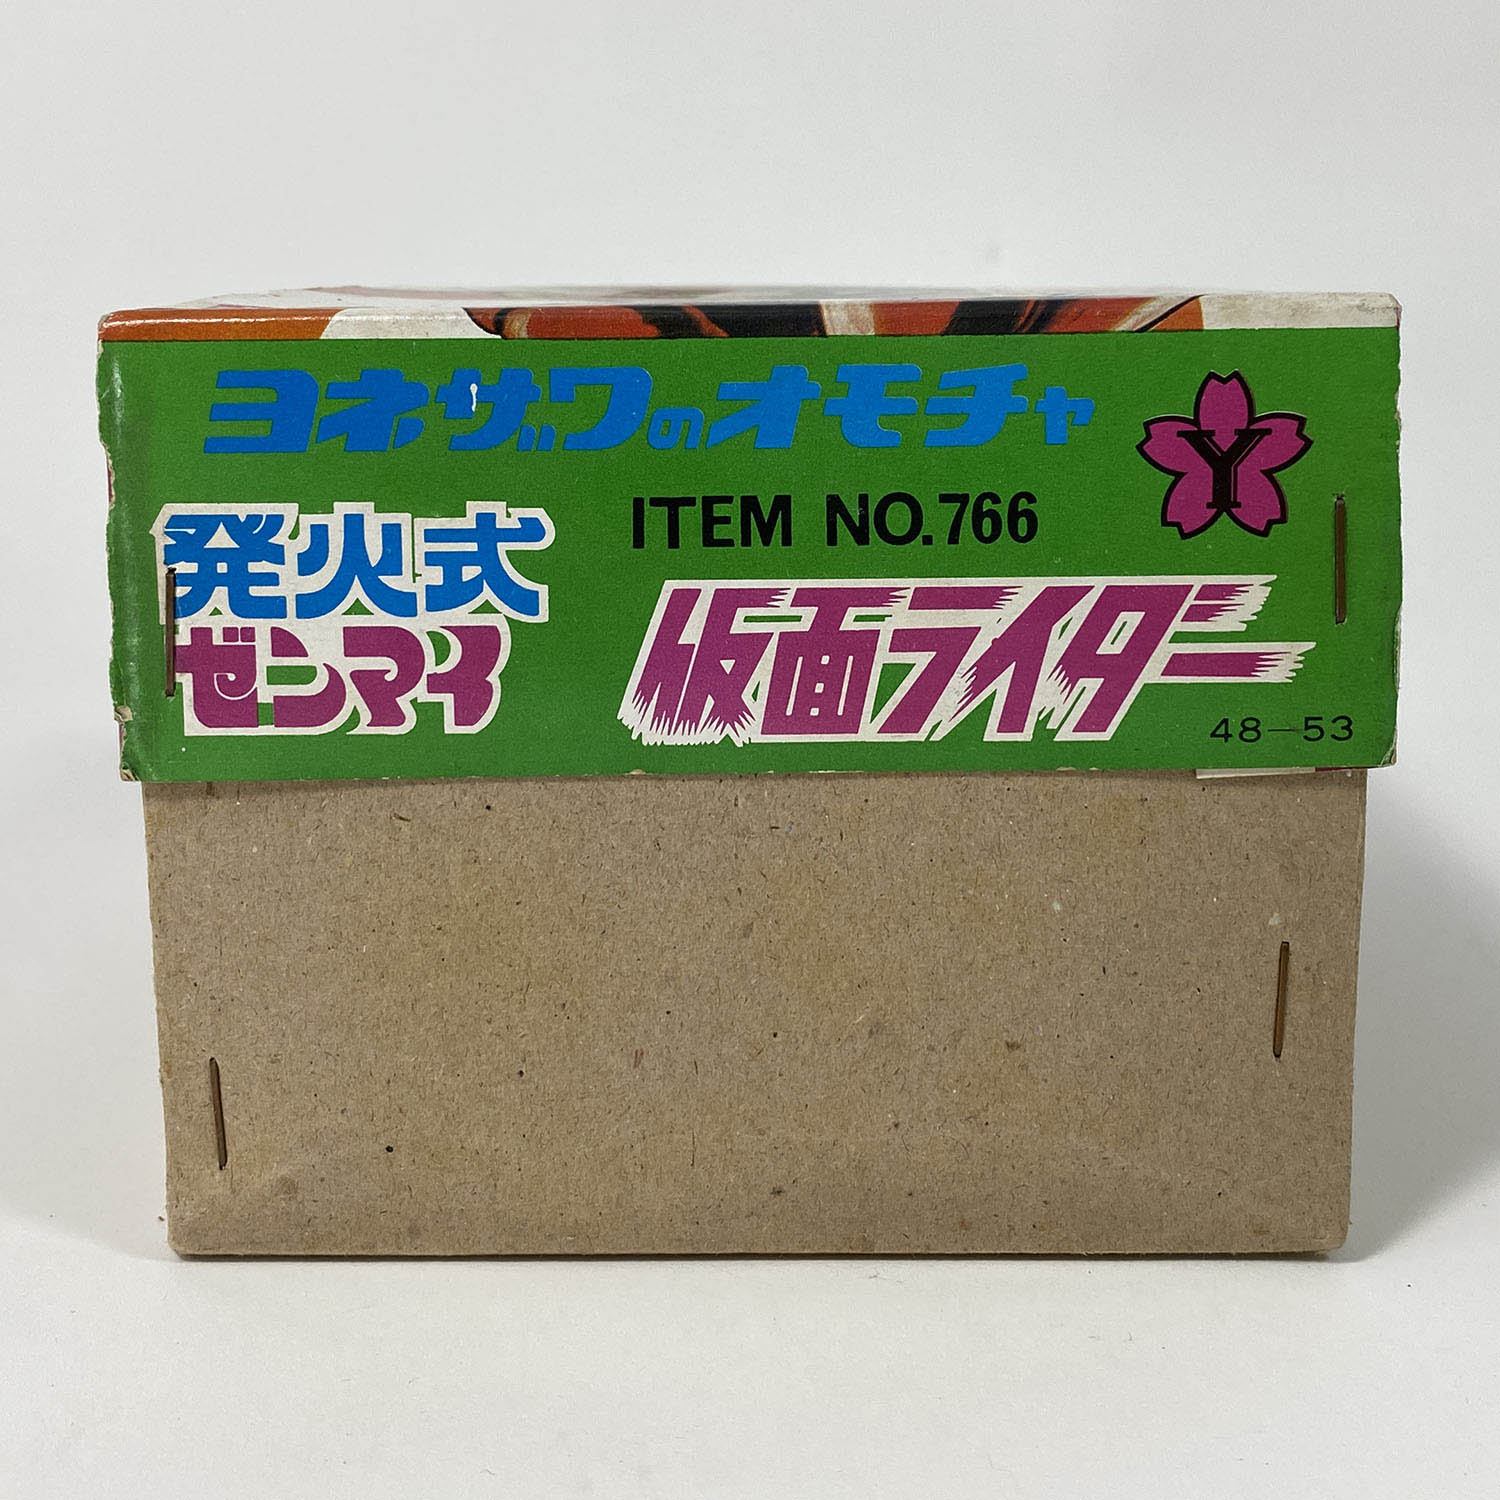 ヨネザワのオモチャ
Y
ITEM NO.766
発火式
ゼンマイ
仮面ライダー
48-53